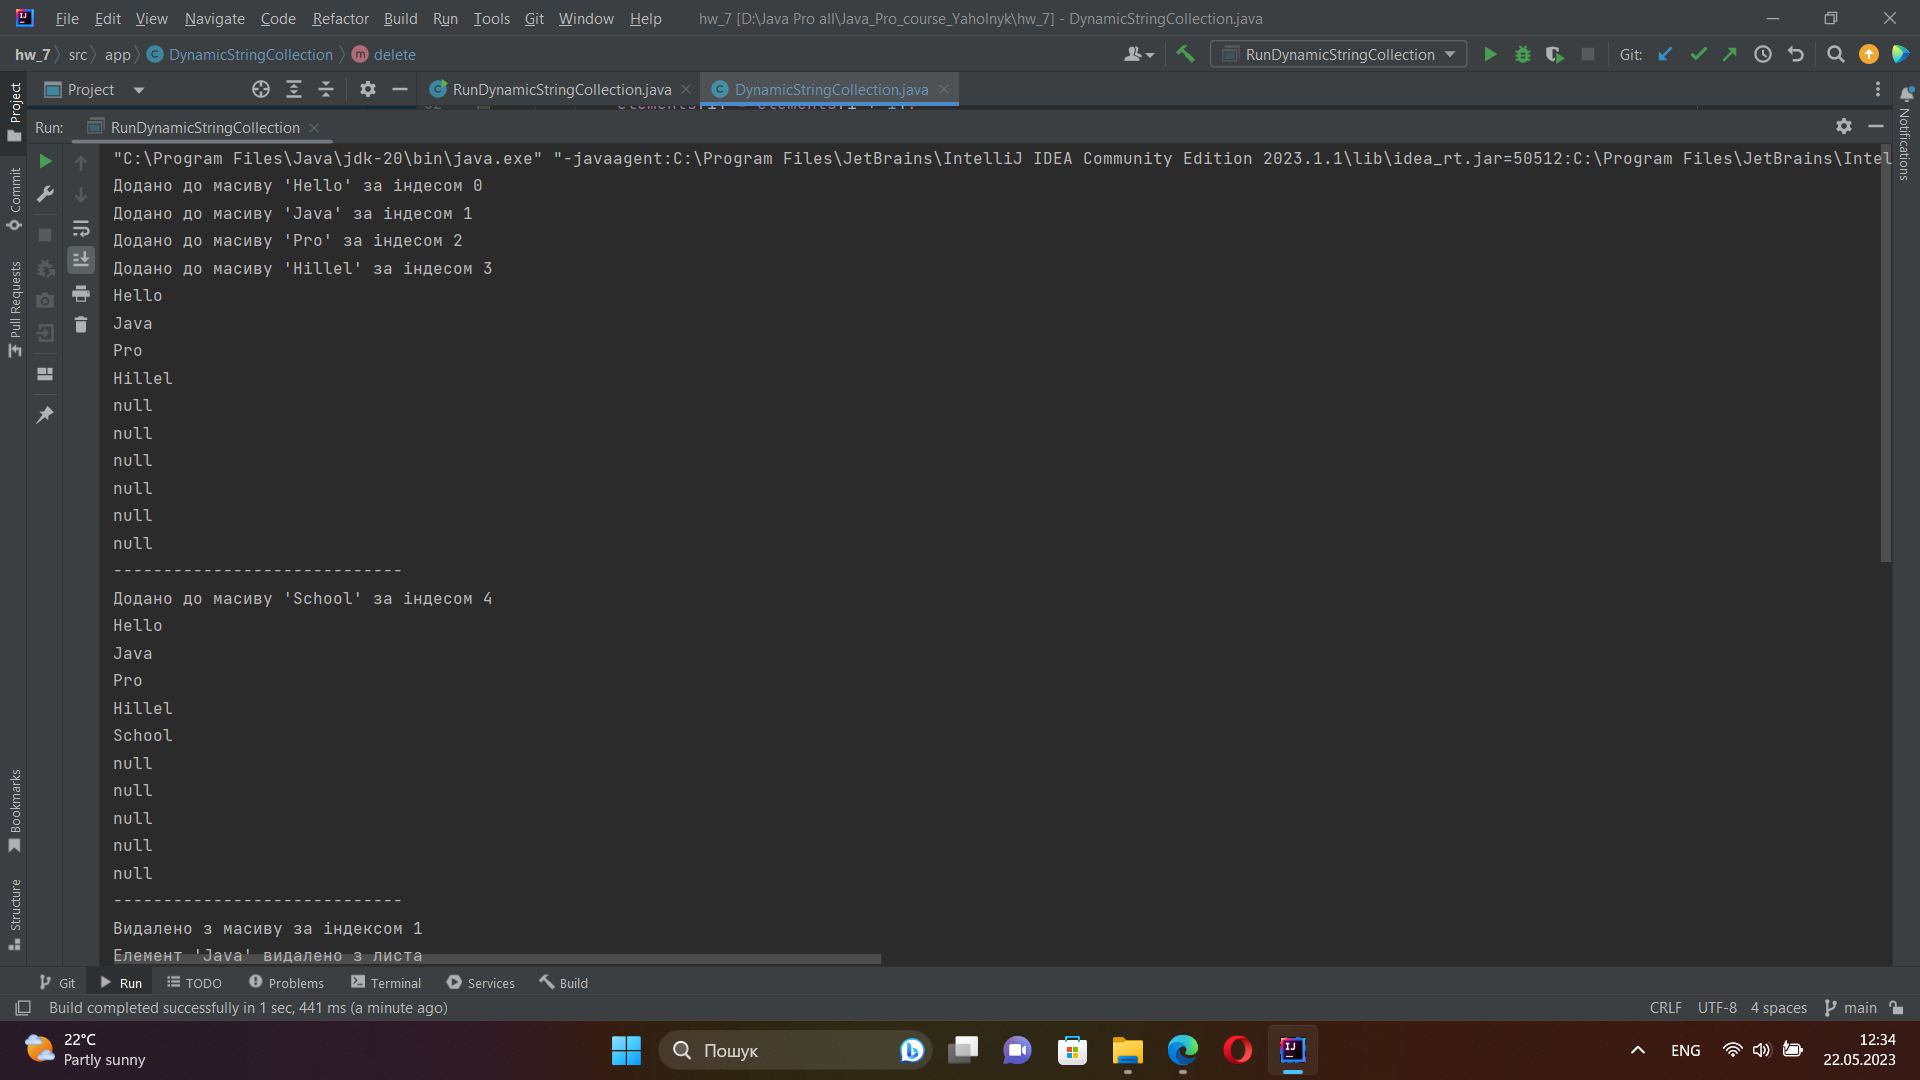 File Edit View Navigate Code Refactor Build Run Tools Git Window Help hw_7 [D:\Java Pro all\Java_Pro_course_Yaholnyk\hw_7] - DynamicStringCollection.java
hw_7 src app DynamicStringCollection delete RunDynamicStringCollection Git:
Project RunDynamicStringCollection.java DynamicStringCollection.java
Run: RunDynamicStringCollection
"C:\Program Files\Java\jdk-20\bin\java.exe" "-javaagent:C:\Program Files\JetBrains\IntelliJ IDEA Community Edition 2023.1.1\lib\idea_rt.jar=50512:C:\Program Files\JetBrains\Intel
Додано до масиву 'Hello' за індесом 0
Додано до масиву 'Java' за індесом 1
Додано до масиву 'Pro' за індесом 2
Додано до масиву 'Hillel' за індесом 3
Hello
Java
Pro
Hillel
null
null
null
null
null
null
-----------------------------
Додано до масиву 'School' за індесом 4
Hello
Java
Pro
Hillel
School
null
null
null
null
null
-----------------------------
Видалено з масиву за індексом 1
Елемент 'Java' видалено з листа
Project
Commit
Pull Requests
Bookmarks
Structure
Notifications
Git Run TODO Problems Terminal Services Build
Build completed successfully in 1 sec, 441 ms (a minute ago) CRLF UTF-8 4 spaces main
22°C
Partly sunny
Пошук
ENG
12:34
22.05.2023